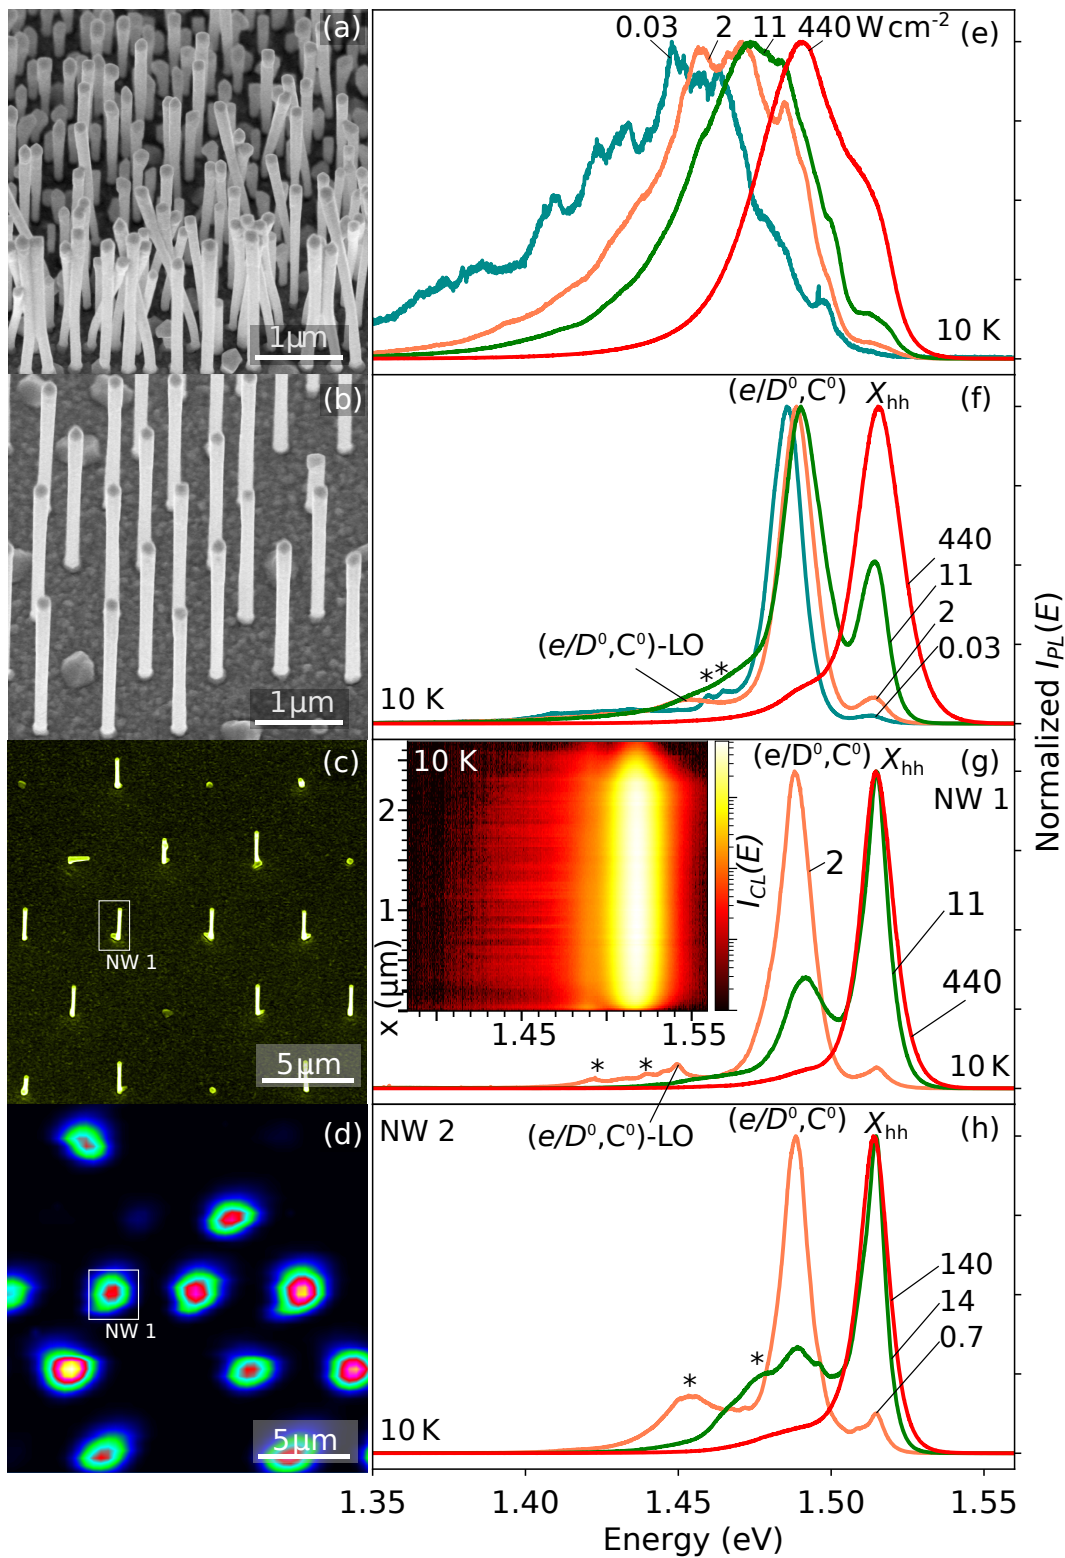 (a)
1μm
(b)
1μm
(c)
NW 1
5μm
(d)
NW 1
5μm
0.03 2 11 440 W cm⁻² (e)
10 K
(e/D⁰,C⁰) Xhh (f)
440
11
2
0.03
(e/D⁰,C⁰)-LO
* *
10 K
10 K (e/D⁰,C⁰) Xhh (g)
NW 1
2
11
440
2
1
0
x (μm)
1.45 1.55
ICL(E)
* *
10 K
(e/D⁰,C⁰)-LO
NW 2 (e/D⁰,C⁰) Xhh (h)
140
14
0.7
* *
10 K
1.35 1.40 1.45 1.50 1.55
Energy (eV)
Normalized IPL(E)